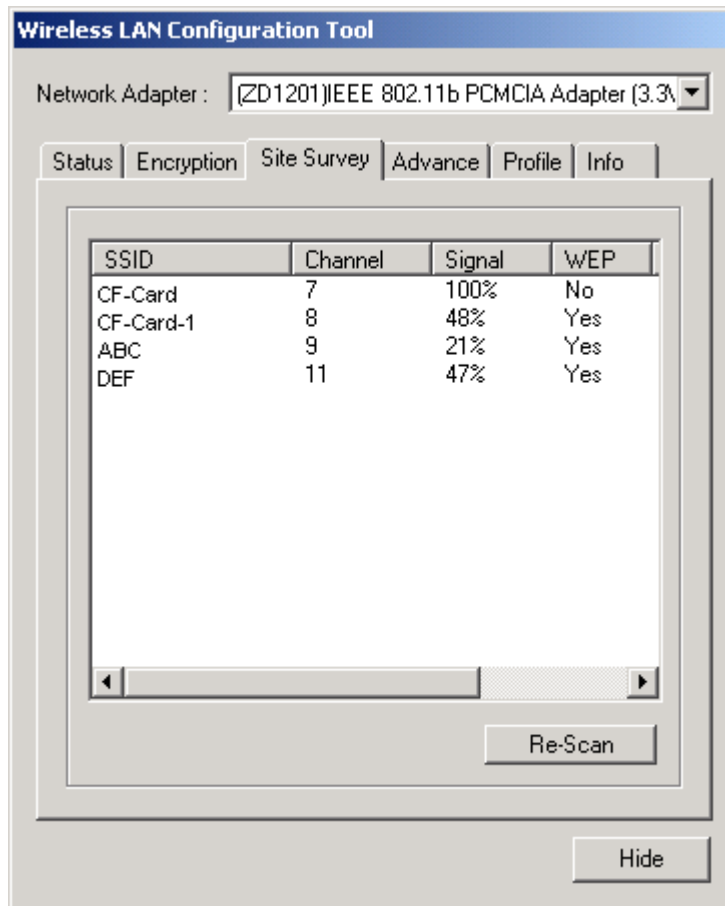 Wireless LAN Configuration Tool
Network Adapter : (ZD1201)IEEE 802.11b PCMCIA Adapter (3.3V
Status Encryption Site Survey Advance Profile Info
SSID Channel Signal WEP
CF-Card 7 100% No
CF-Card-1 8 48% Yes
ABC 9 21% Yes
DEF 11 47% Yes
Re-Scan
Hide